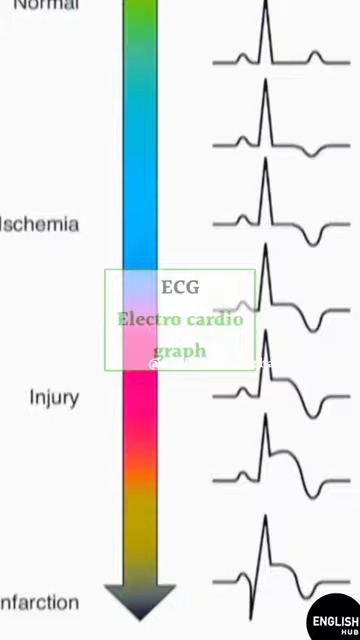 Normal
Ischemia
ECG
Electro cardio
graph
Injury
nfarction
ENGLISH
HUB